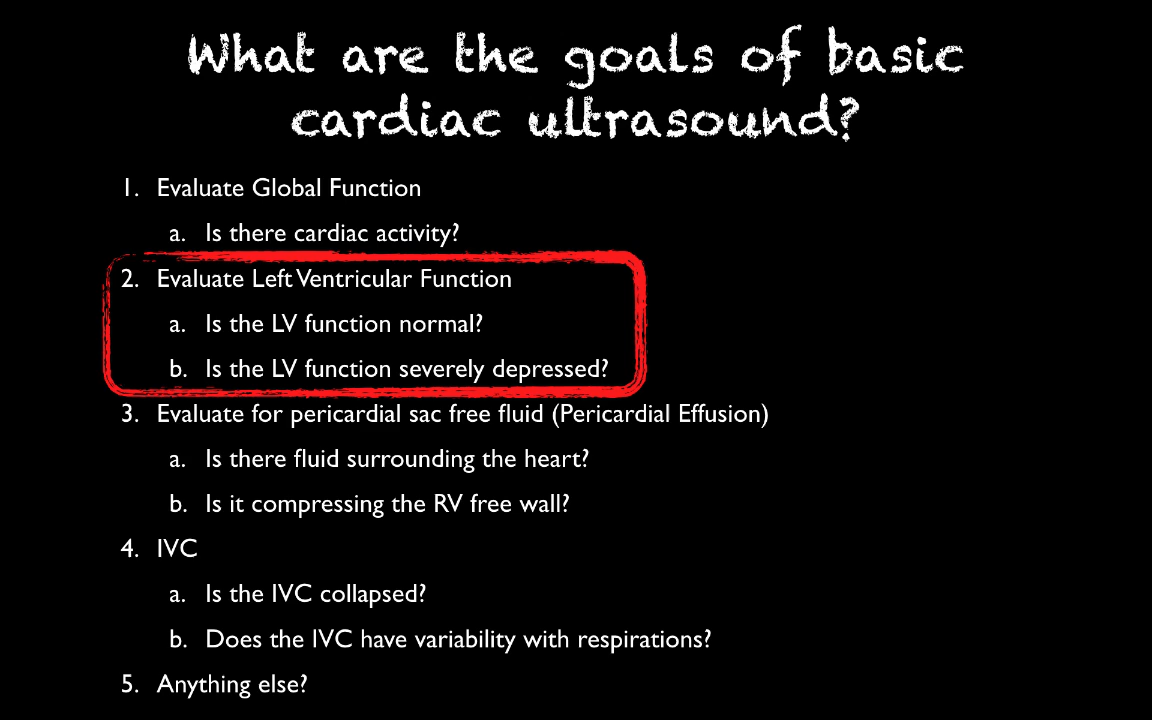 What are the goals of basic
cardiac ultrasound?
1. Evaluate Global Function
a. Is there cardiac activity?
2. Evaluate Left Ventricular Function
a. Is the LV function normal?
b. Is the LV function severely depressed?
3. Evaluate for pericardial sac free fluid (Pericardial Effusion)
a. Is there fluid surrounding the heart?
b. Is it compressing the RV free wall?
4. IVC
a. Is the IVC collapsed?
b. Does the IVC have variability with respirations?
5. Anything else?